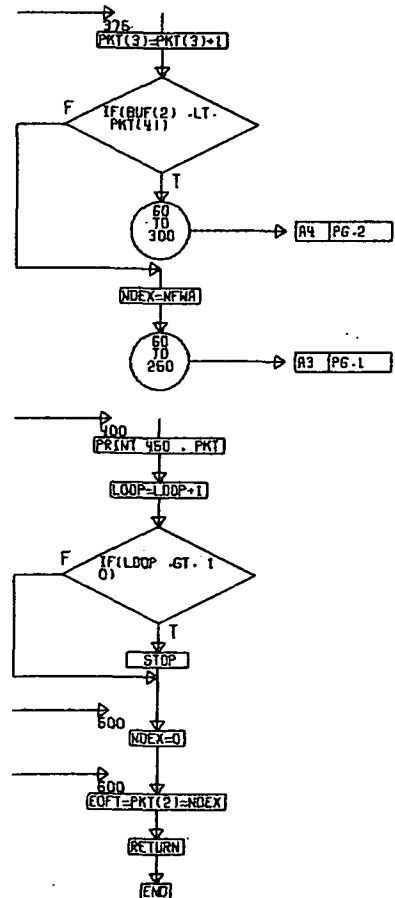 375
PKT(3)=PKT(3)+1
F
IF(BUF(2) .LT.
PKT(4))
T
GO
TO
300
A4 PG.2
NDEX=NFWA
GO
TO
260
A3 PG.1
400
PRINT 450 , PKT
LOOP=LOOP+1
F
IF(LOOP .GT. 1
0)
T
STOP
500
NDEX=0
600
EOFT=PKT(2)=NDEX
RETURN
END